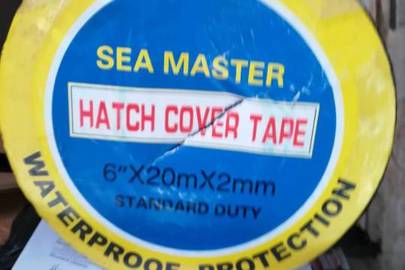 SEA MASTER
HATCH COVER TAPE
6"X20mX2mm
STANDARD DUTY
WATERPROOF PROTECTION